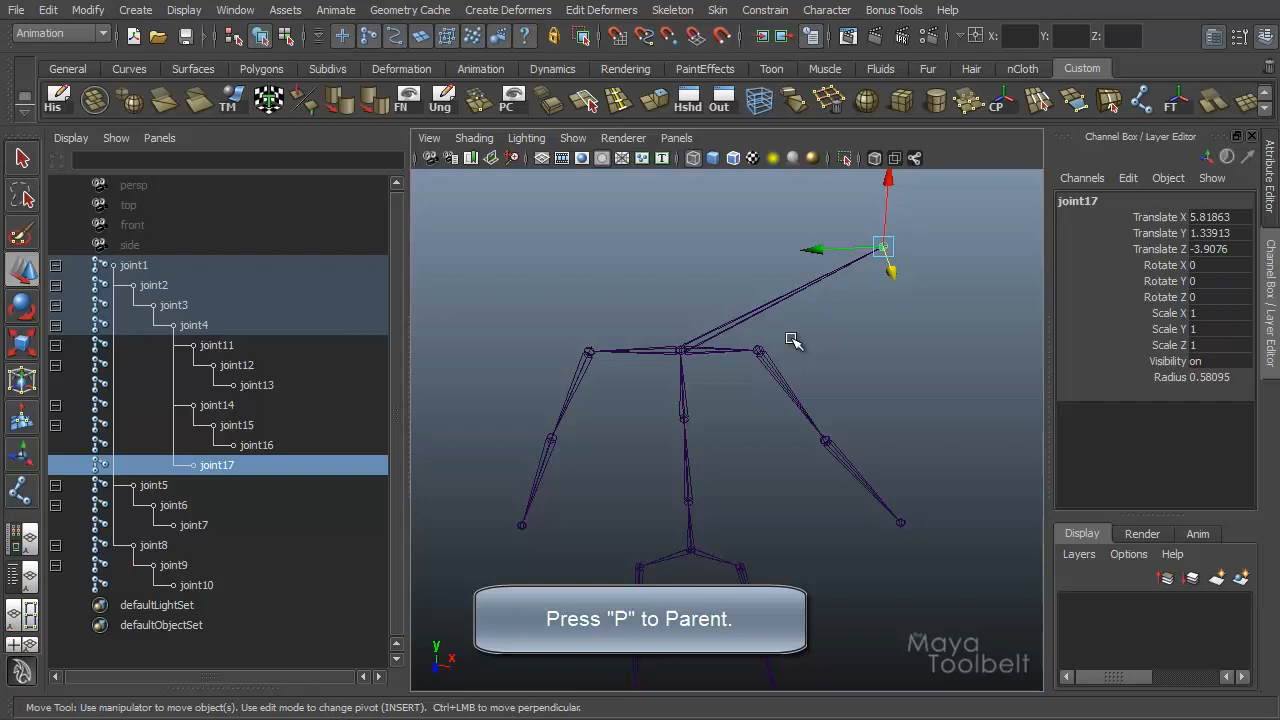 File Edit Modify Create Display Window Assets Animate Geometry Cache Create Deformers Edit Deformers Skeleton Skin Constrain Character Bonus Tools Help
Animation X: Y: Z:
General Curves Surfaces Polygons Subdivs Deformation Animation Dynamics Rendering PaintEffects Toon Muscle Fluids Fur Hair nCloth Custom
His TM FN Ung PC Hshd Out CP FT
Display Show Panels
View Shading Lighting Show Renderer Panels
Channel Box / Layer Editor
Channels Edit Object Show
persp
top
front
side
joint1
joint2
joint3
joint4
joint11
joint12
joint13
joint14
joint15
joint16
joint17
joint5
joint6
joint7
joint8
joint9
joint10
defaultLightSet
defaultObjectSet
Press "P" to Parent.
y
x
The
Maya
Toolbelt
joint17
Translate X 5.81863
Translate Y 1.33913
Translate Z -3.9076
Rotate X 0
Rotate Y 0
Rotate Z 0
Scale X 1
Scale Y 1
Scale Z 1
Visibility on
Radius 0.58095
Display Render Anim
Layers Options Help
Attribute Editor
Channel Box / Layer Editor
Move Tool: Use manipulator to move object(s). Use edit mode to change pivot (INSERT). Ctrl+LMB to move perpendicular.